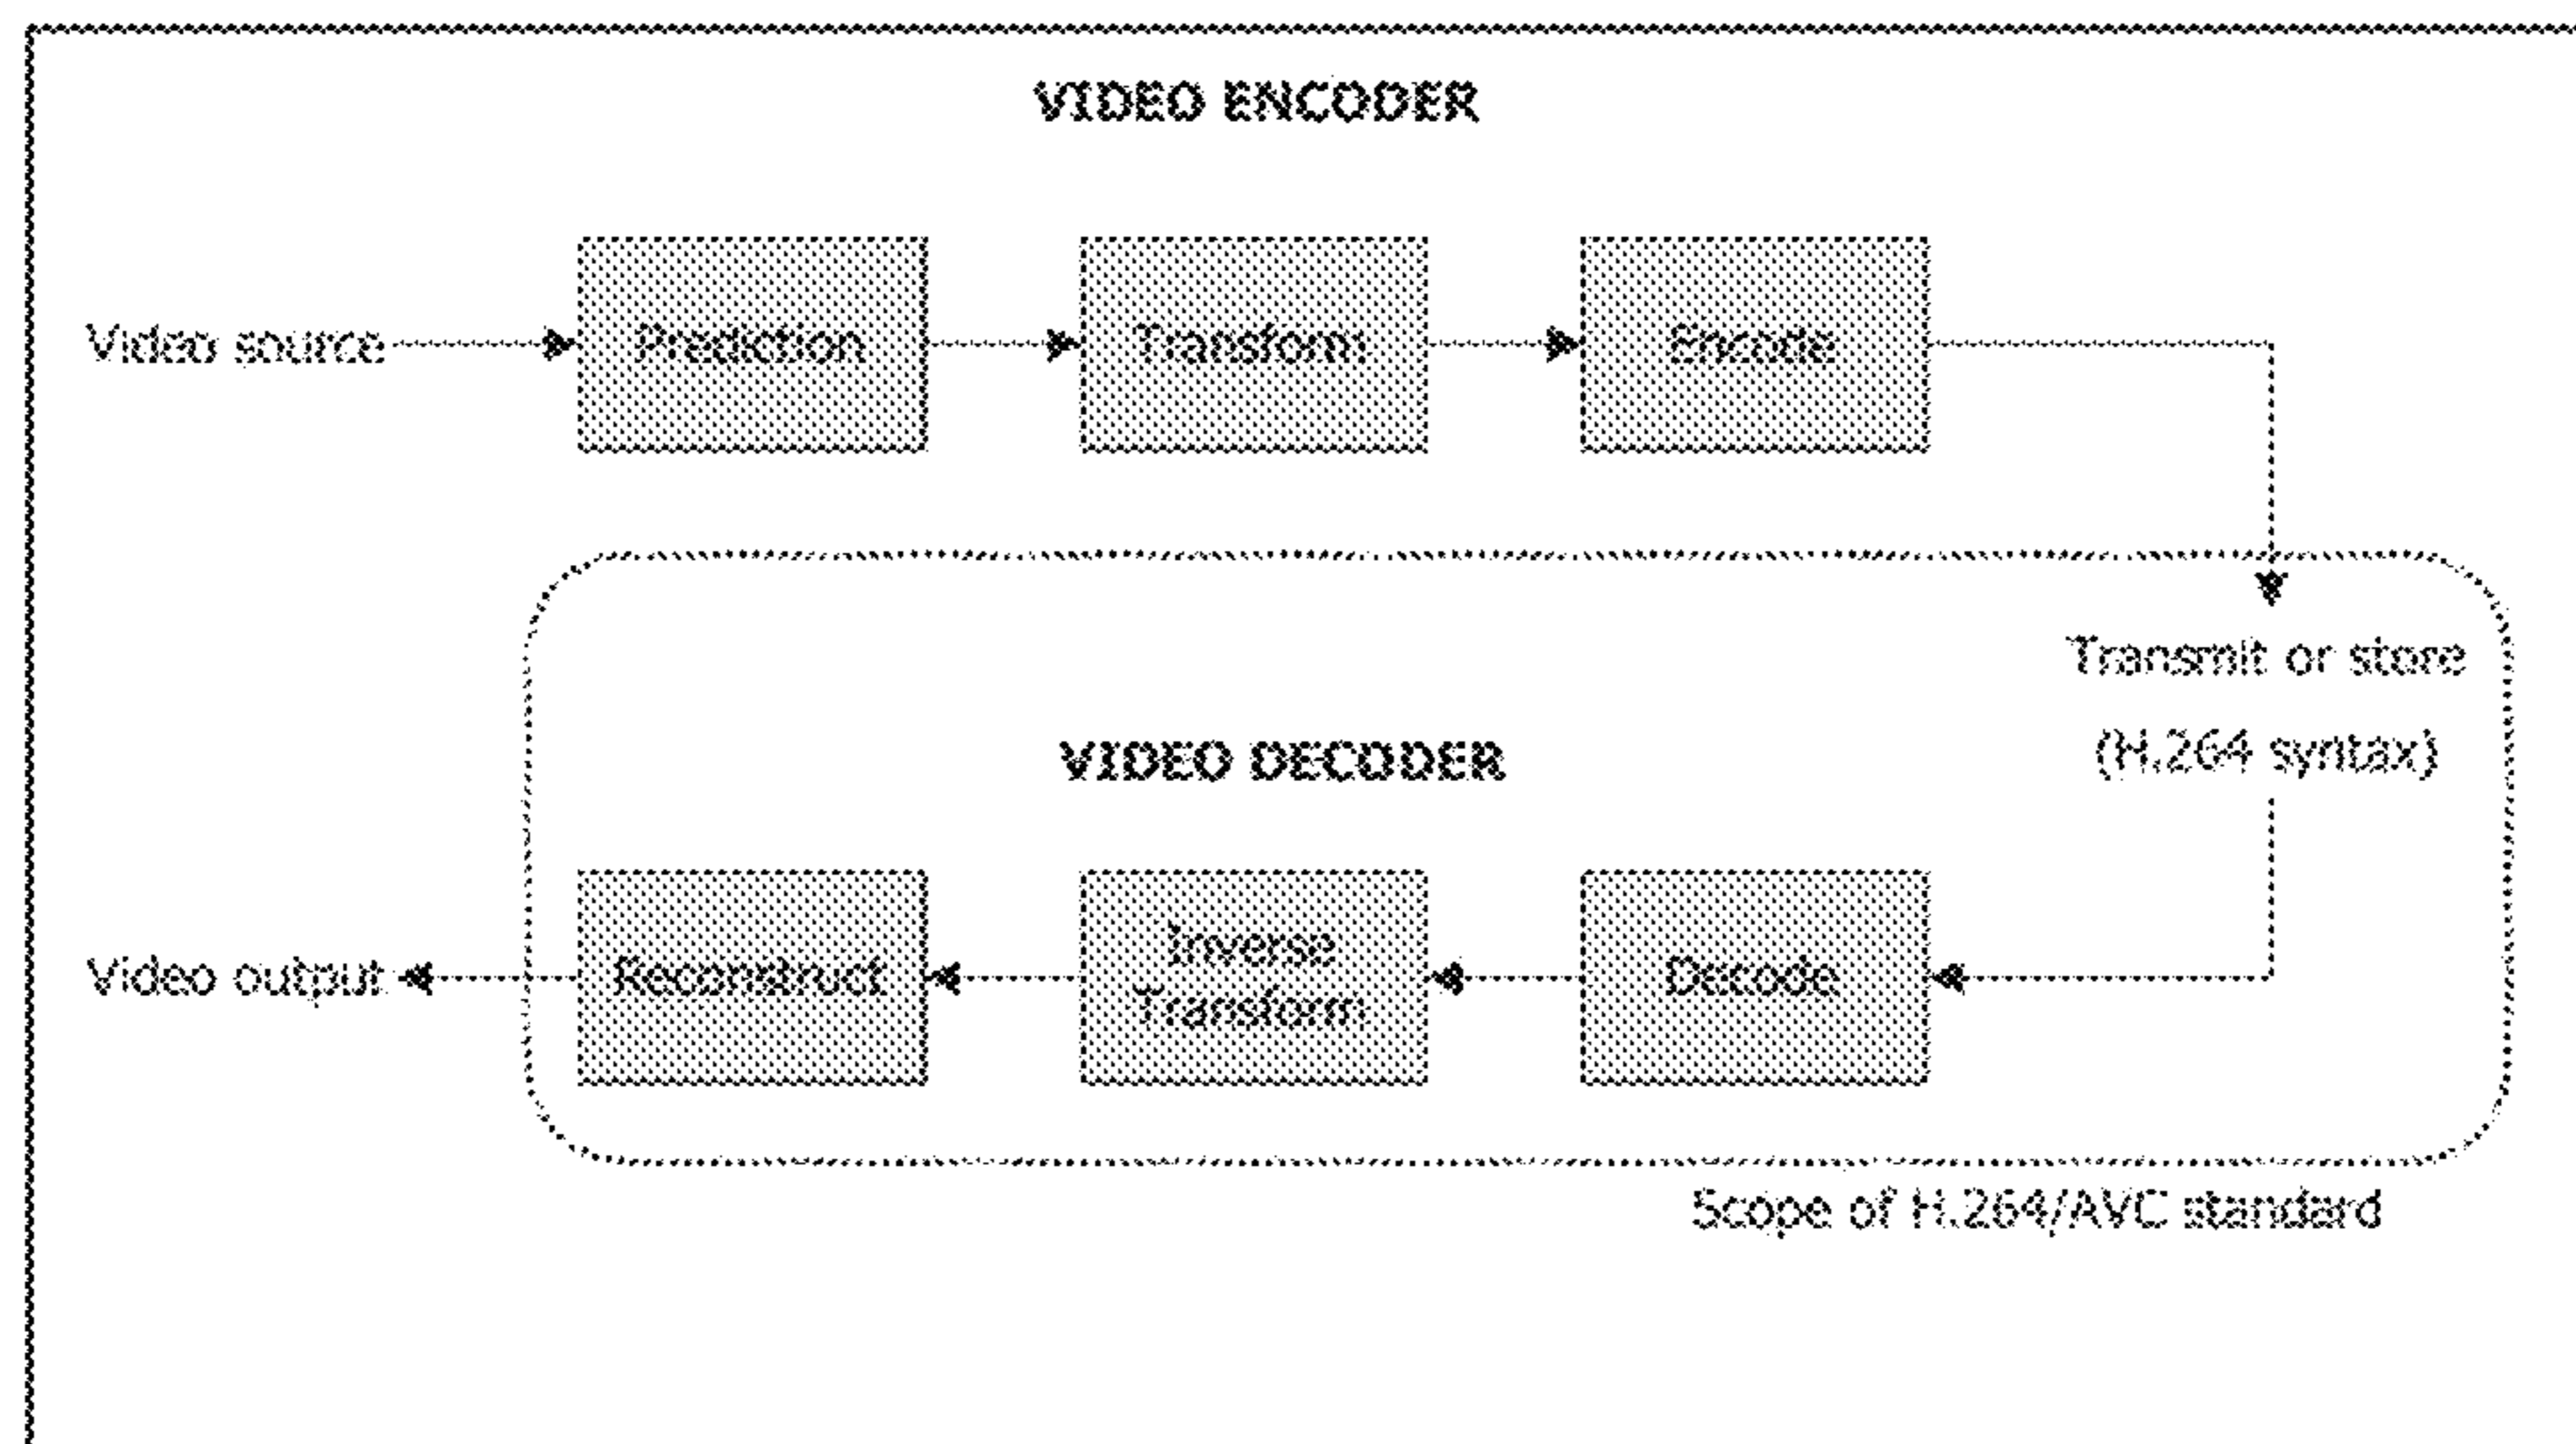 VIDEO ENCODER
Video source
Prediction
Transform
Encode
Transmit or store
(H.264 syntax)
VIDEO DECODER
Video output
Reconstruct
Inverse
Transform
Decode
Scope of H.264/AVC standard